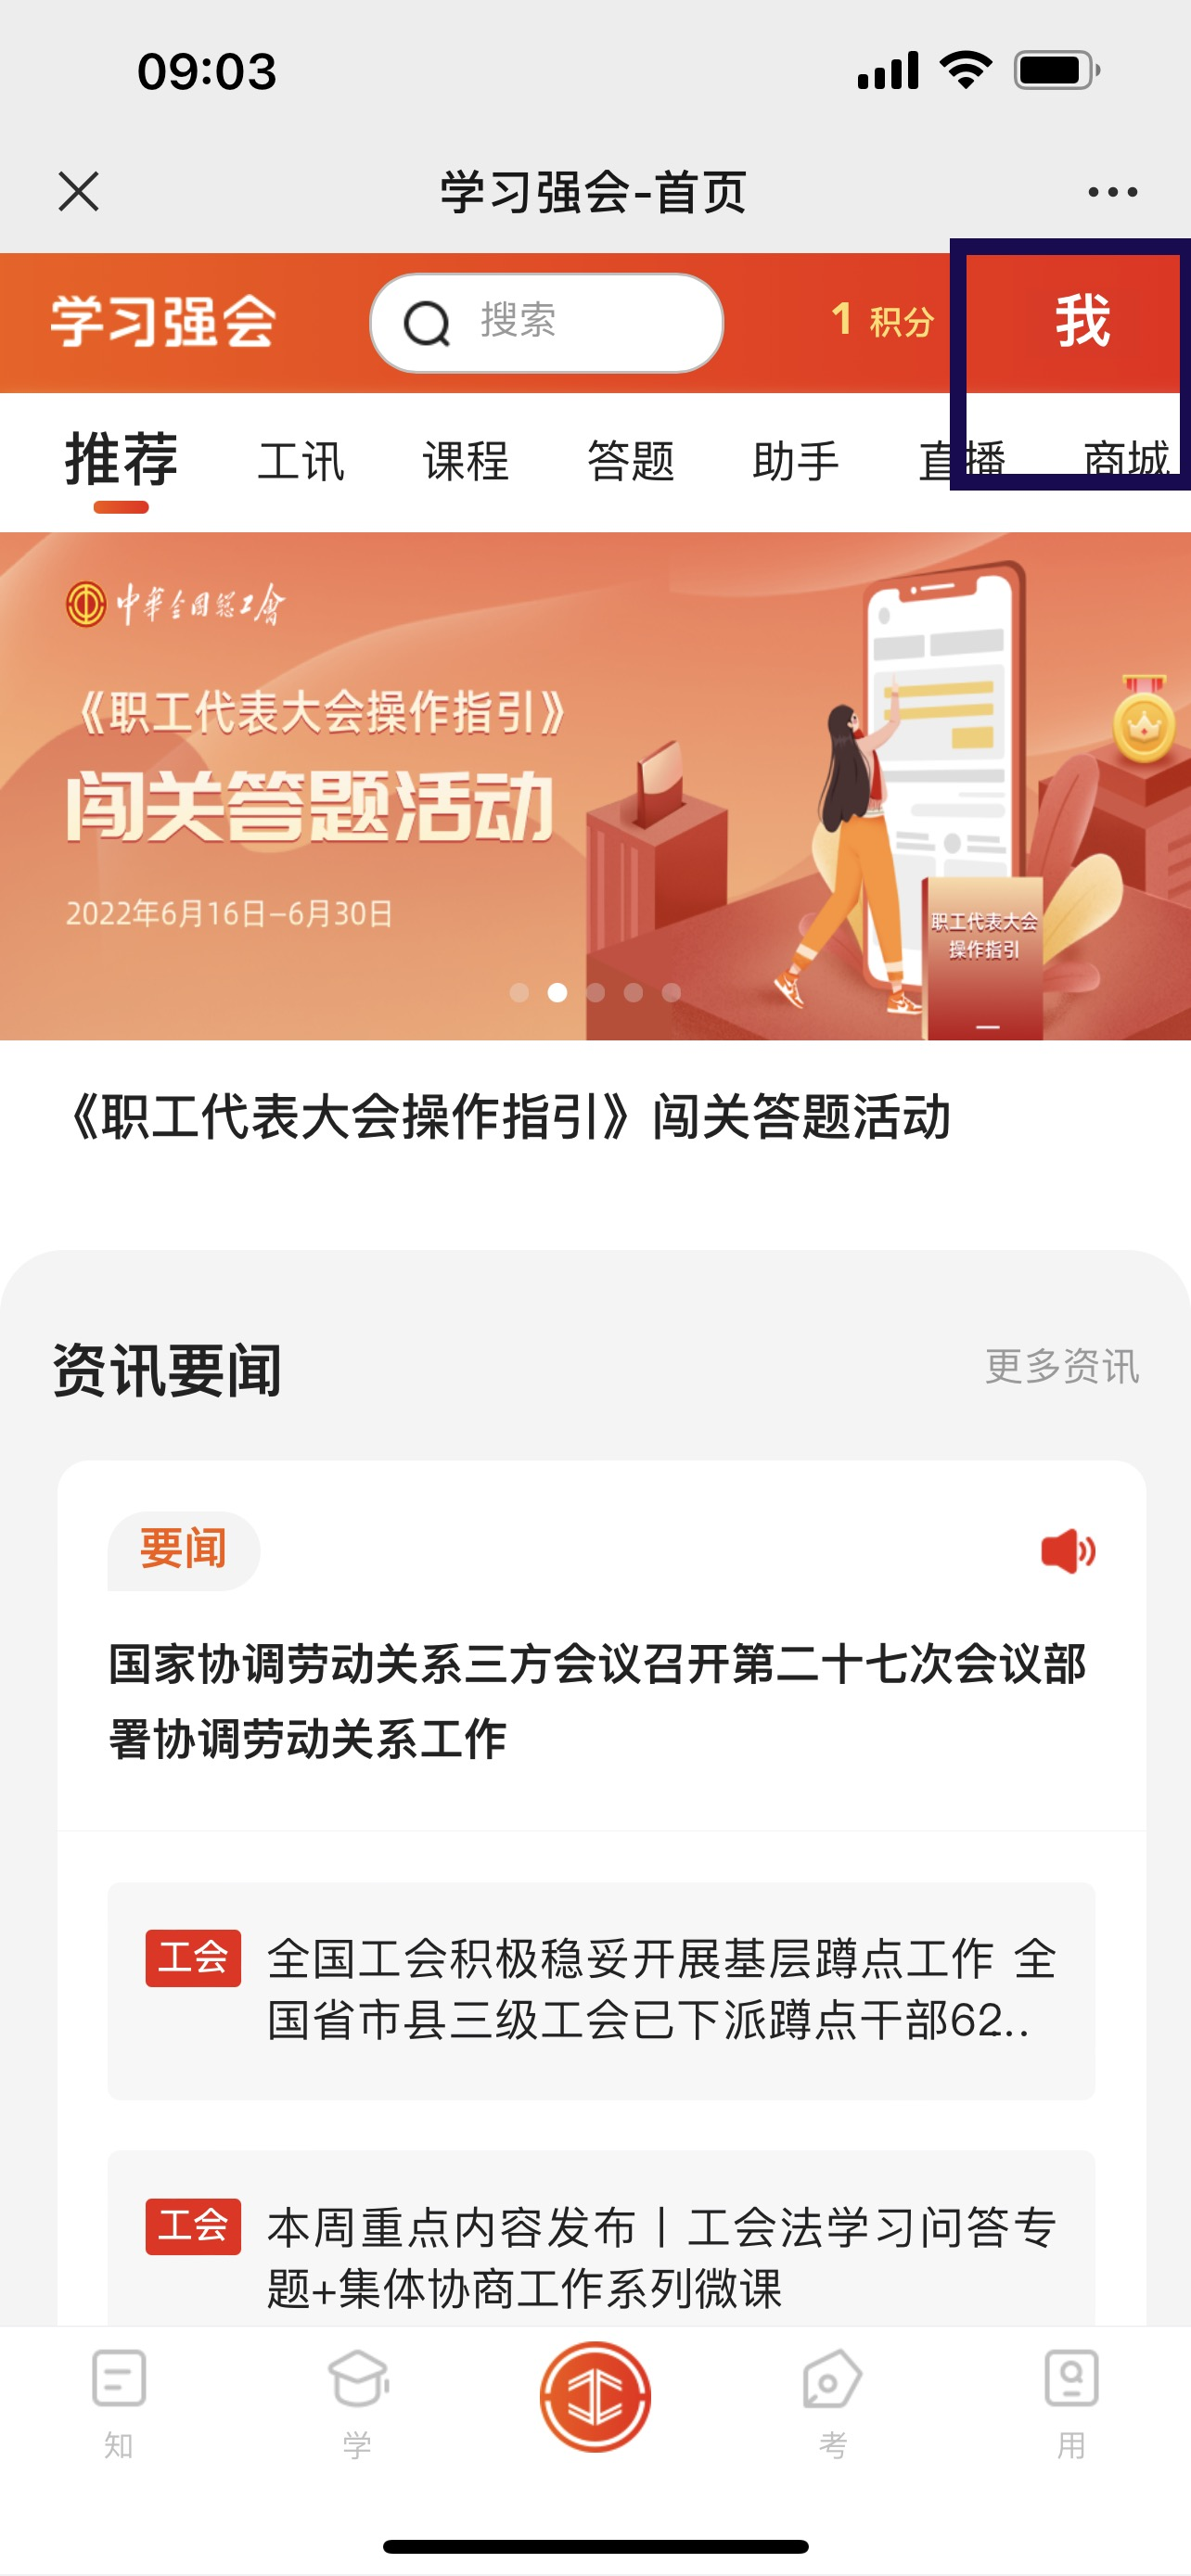 09:03
学习强会-首页
学习强会
搜索
1 积分
我
推荐 工讯 课程 答题 助手 直播 商城
中华全国总工会
《职工代表大会操作指引》
闯关答题活动
2022年6月16日-6月30日
职工代表大会
操作指引
《职工代表大会操作指引》闯关答题活动
资讯要闻
更多资讯
要闻
国家协调劳动关系三方会议召开第二十七次会议部
署协调劳动关系工作
工会
全国工会积极稳妥开展基层蹲点工作 全
国省市县三级工会已下派蹲点干部62...
工会
本周重点内容发布丨工会法学习问答专
题+集体协商工作系列微课
知 学 考 用